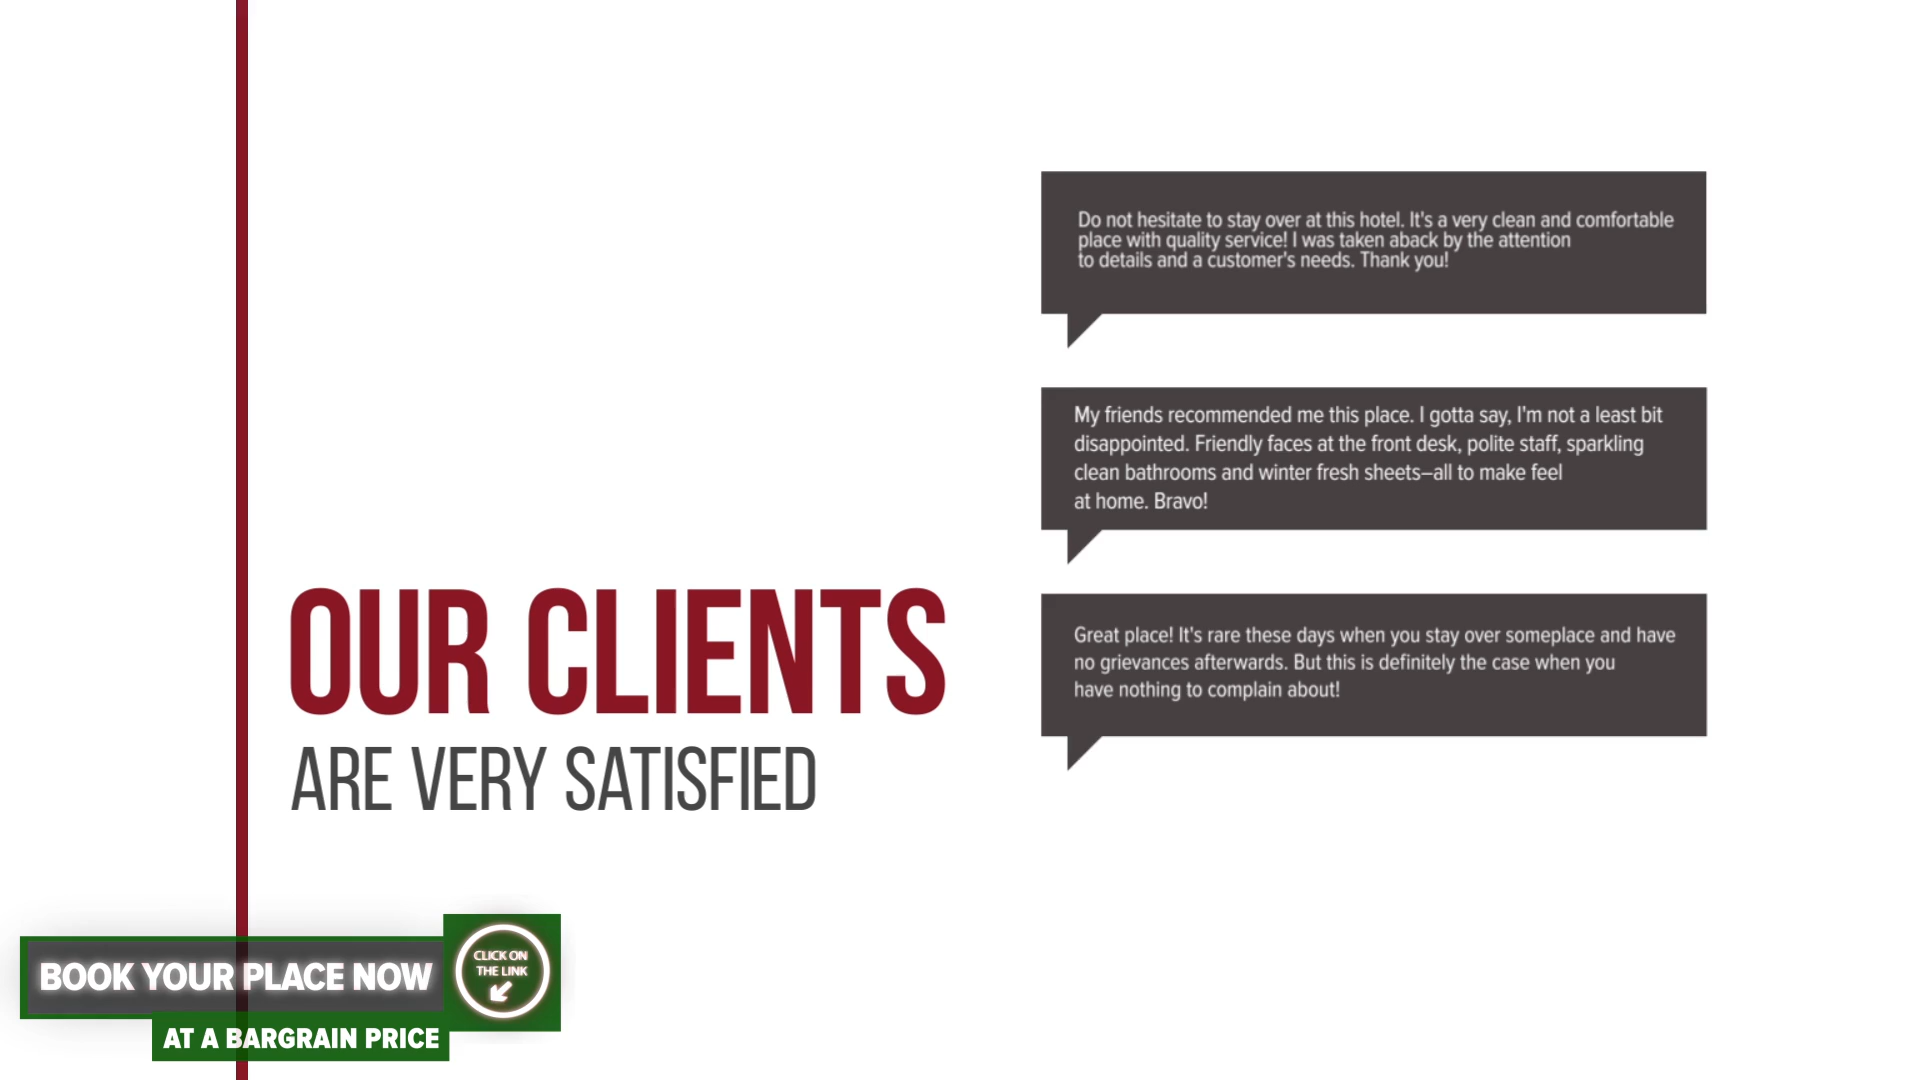 Do not hesitate to stay over at this hotel. It's a very clean and comfortable
place with quality service! I was taken aback by the attention
to details and a customer's needs. Thank you!
My friends recommended me this place. I gotta say, I'm not a least bit
disappointed. Friendly faces at the front desk, polite staff, sparkling
clean bathrooms and winter fresh sheets–all to make feel
at home. Bravo!
Great place! It's rare these days when you stay over someplace and have
no grievances afterwards. But this is definitely the case when you
have nothing to complain about!
OUR CLIENTS
ARE VERY SATISFIED
BOOK YOUR PLACE NOW
CLICK ON
THE LINK
AT A BARGRAIN PRICE